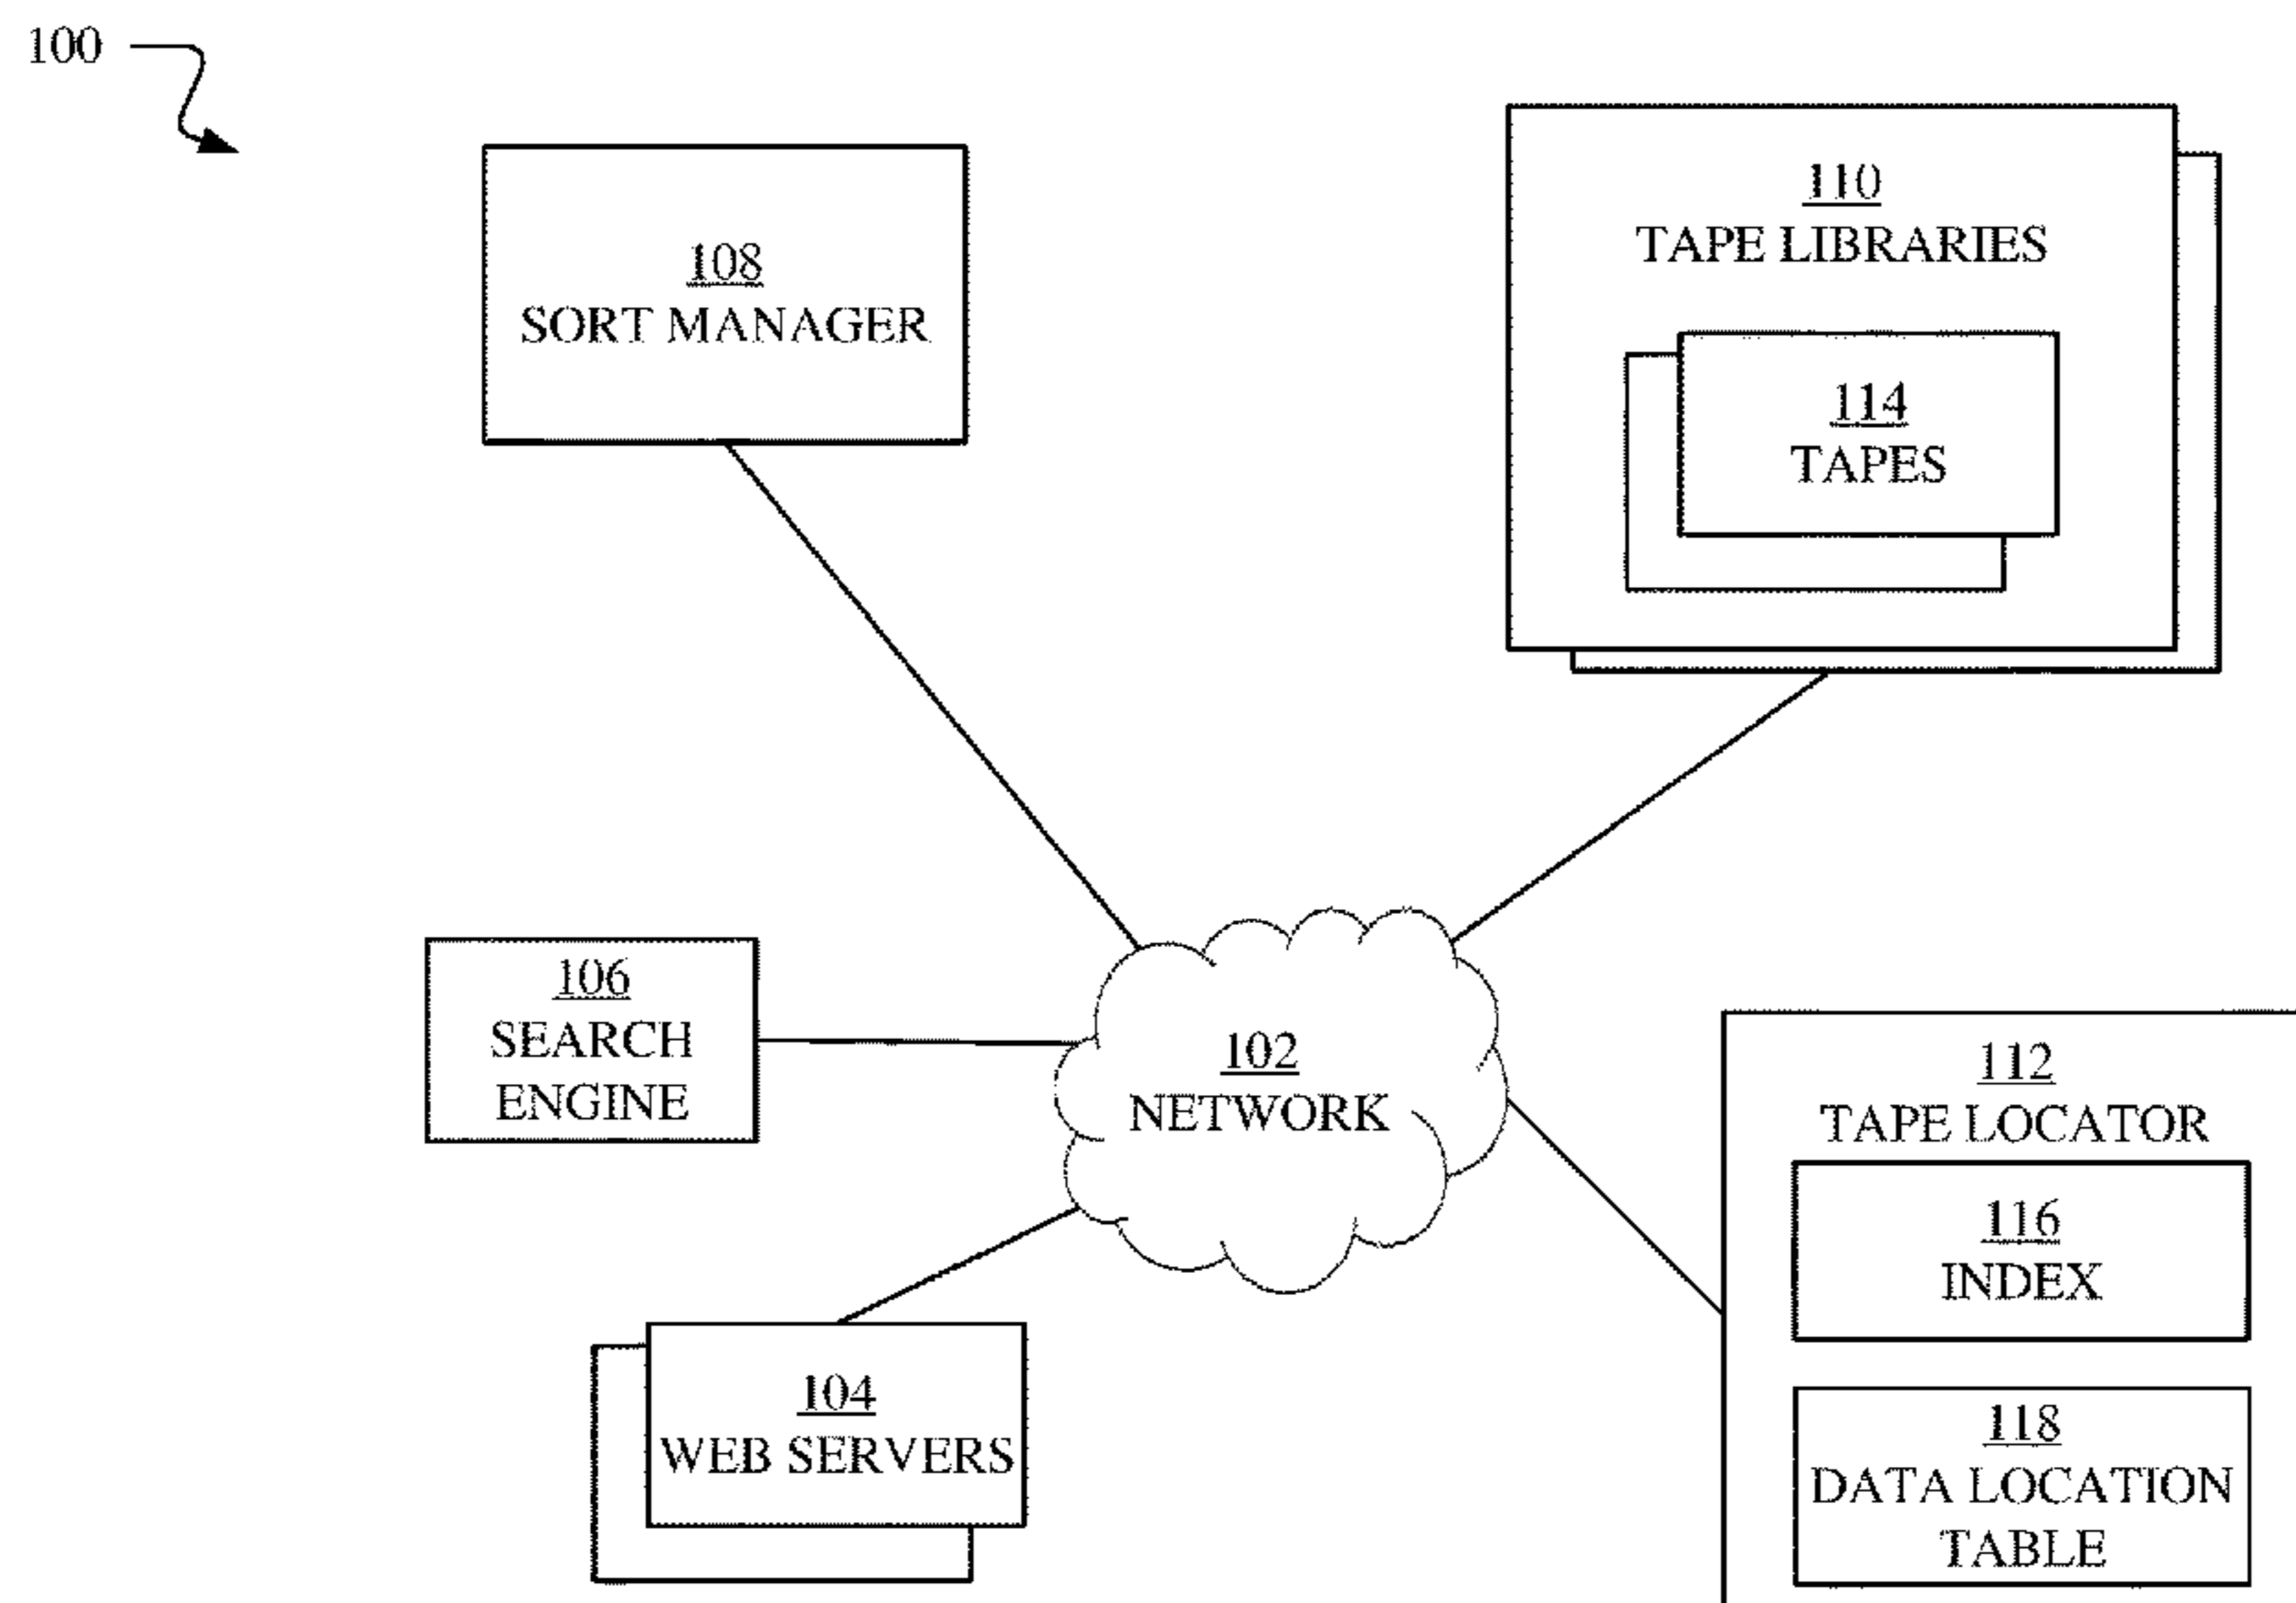 100
108
SORT MANAGER
110
TAPE LIBRARIES
114
TAPES
106
SEARCH
ENGINE
102
NETWORK
112
TAPE LOCATOR
116
INDEX
118
DATA LOCATION
TABLE
104
WEB SERVERS